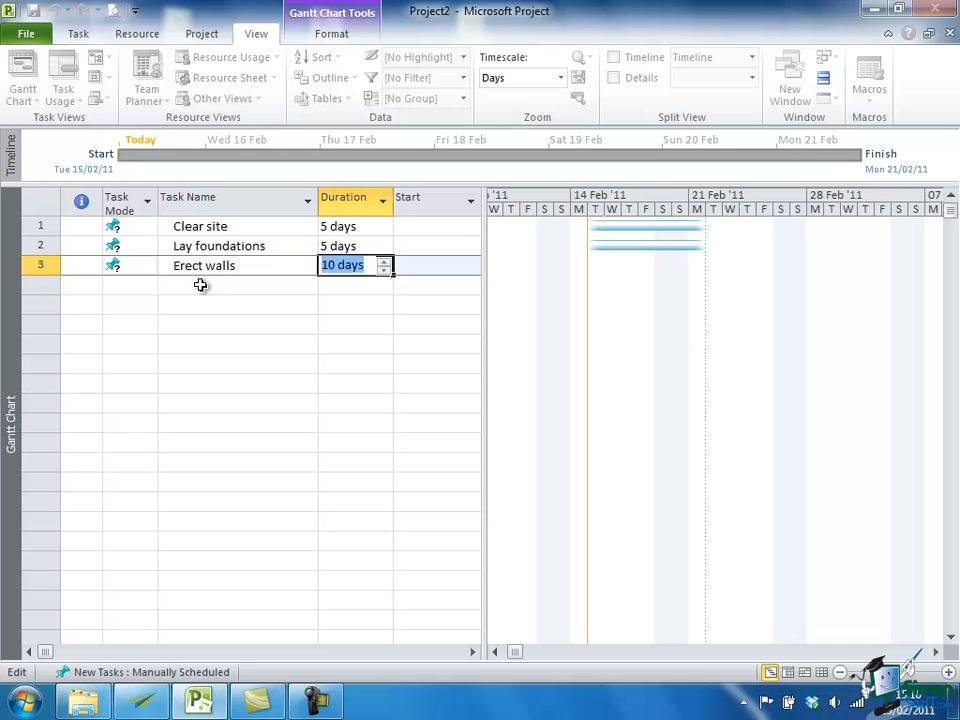 Gantt Chart Tools
Project2 - Microsoft Project
File Task Resource Project View Format
Gantt Chart
Task Usage
Task Views
Team Planner
Resource Usage
Resource Sheet
Other Views
Resource Views
Sort
Outline
Tables
[No Highlight]
[No Filter]
[No Group]
Data
Timescale:
Days
Zoom
Timeline Timeline
Details
Split View
New Window
Window
Macros
Macros
Timeline
Today Wed 16 Feb Thu 17 Feb Fri 18 Feb Sat 19 Feb Sun 20 Feb Mon 21 Feb
Start Finish
Tue 15/02/11 Mon 21/02/11
Task Mode Task Name Duration Start
'11 14 Feb '11 21 Feb '11 28 Feb '11 07
W T F S S M T W T F S S M T W T F S S M T W T F S S M
1 Clear site 5 days
2 Lay foundations 5 days
3 Erect walls 10 days
Gantt Chart
Edit New Tasks : Manually Scheduled